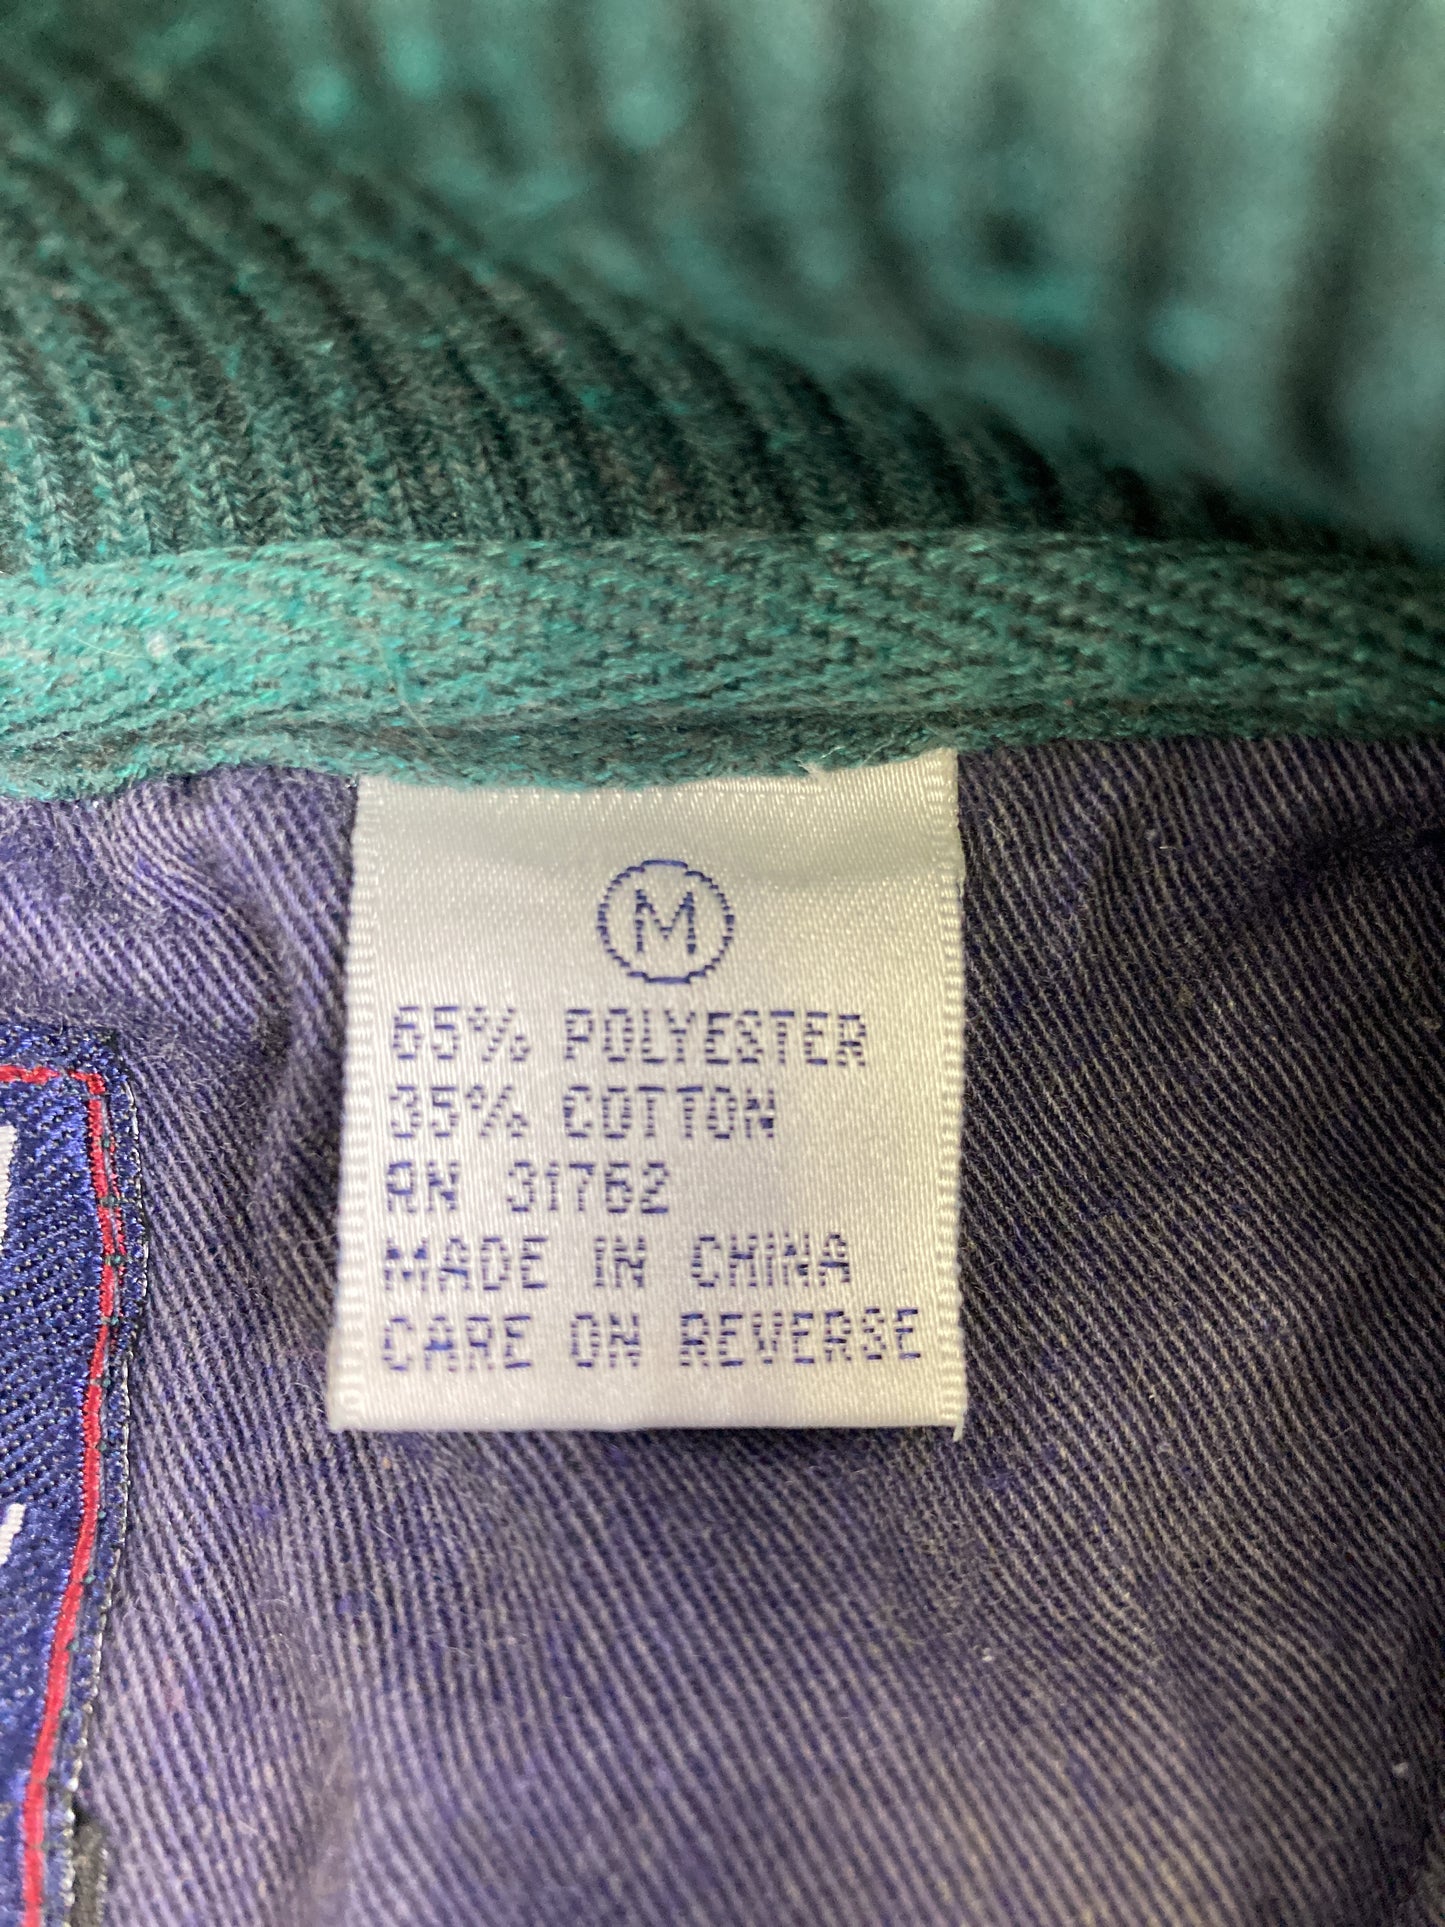 M
65% POLYESTER
35% COTTON
RN 31762
MADE IN CHINA
CARE ON REVERSE